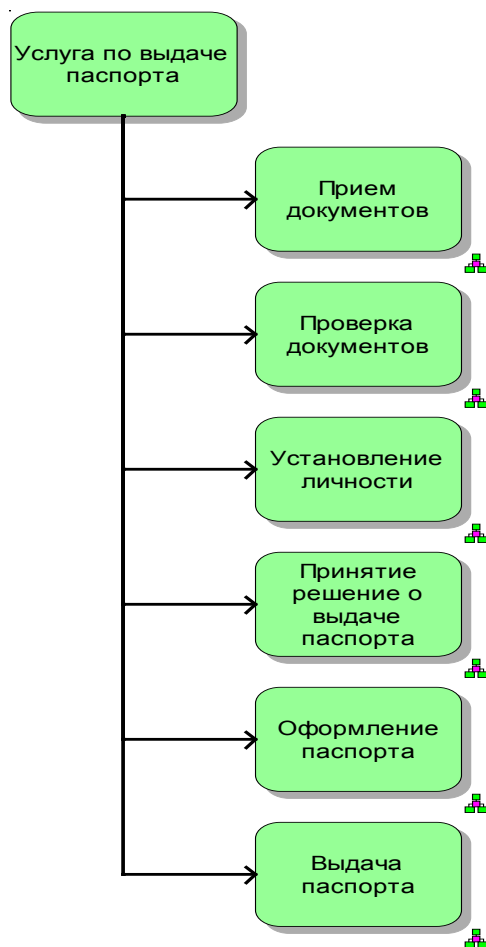 Услуга по выдаче
паспорта
Прием
документов
Проверка
документов
Установление
личности
Принятие
решение о
выдаче
паспорта
Оформление
паспорта
Выдача
паспорта